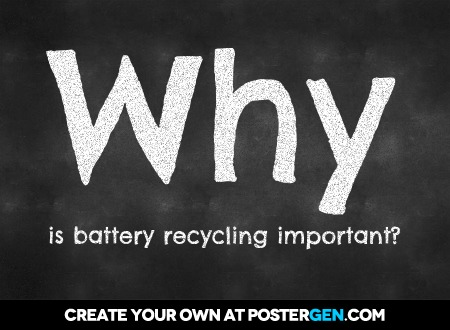 Why
is battery recycling important?
CREATE YOUR OWN AT POSTERGEN.COM